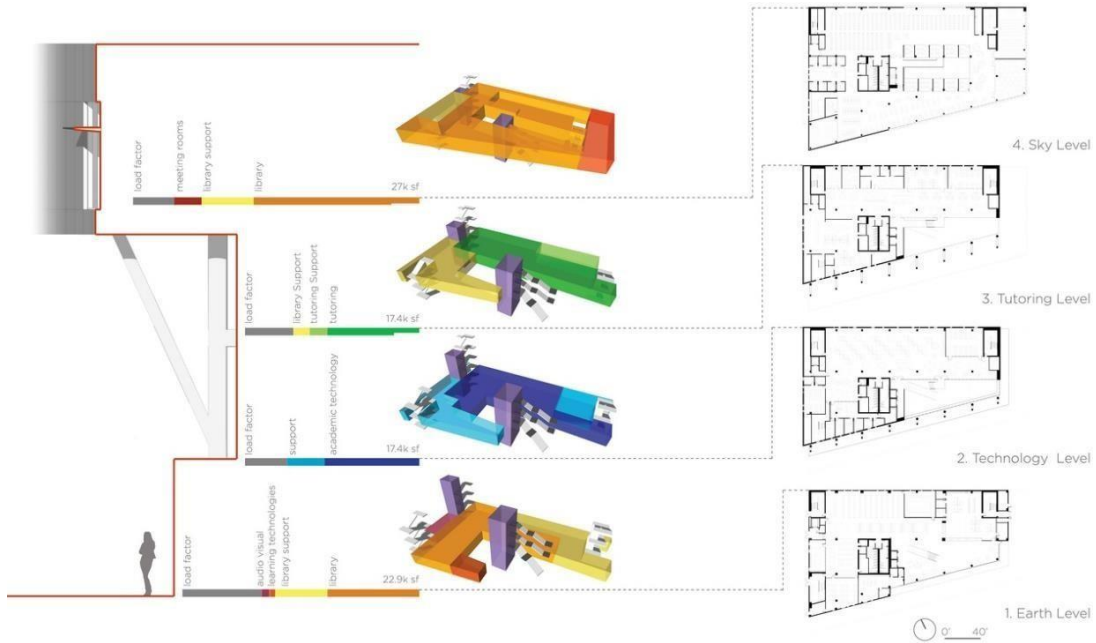 load factor
meeting rooms
library support
library
27k sf
4. Sky Level
load factor
library Support
tutoring Support
tutoring
17.4k sf
3. Tutoring Level
load factor
support
academic technology
17.4k sf
2. Technology Level
load factor
audio visual
learning technologies
library support
library
22.9k sf
1. Earth Level
0' 40'